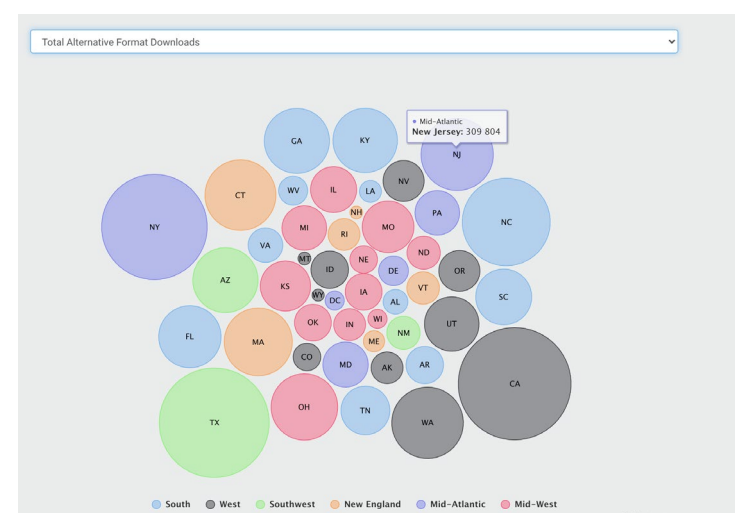 Total Alternative Format Downloads
Mid-Atlantic
New Jersey: 309 804
GA
KY
NJ
CT
WV
IL
LA
NV
NY
NH
PA
NC
MI
RI
MO
VA
MT
ID
NE
ND
AZ
DE
OR
KS
WY
DC
IA
AL
VT
SC
FL
MA
OK
IN
WI
ME
NM
UT
CO
MD
AK
AR
CA
TX
OH
TN
WA
South West Southwest New England Mid-Atlantic Mid-West